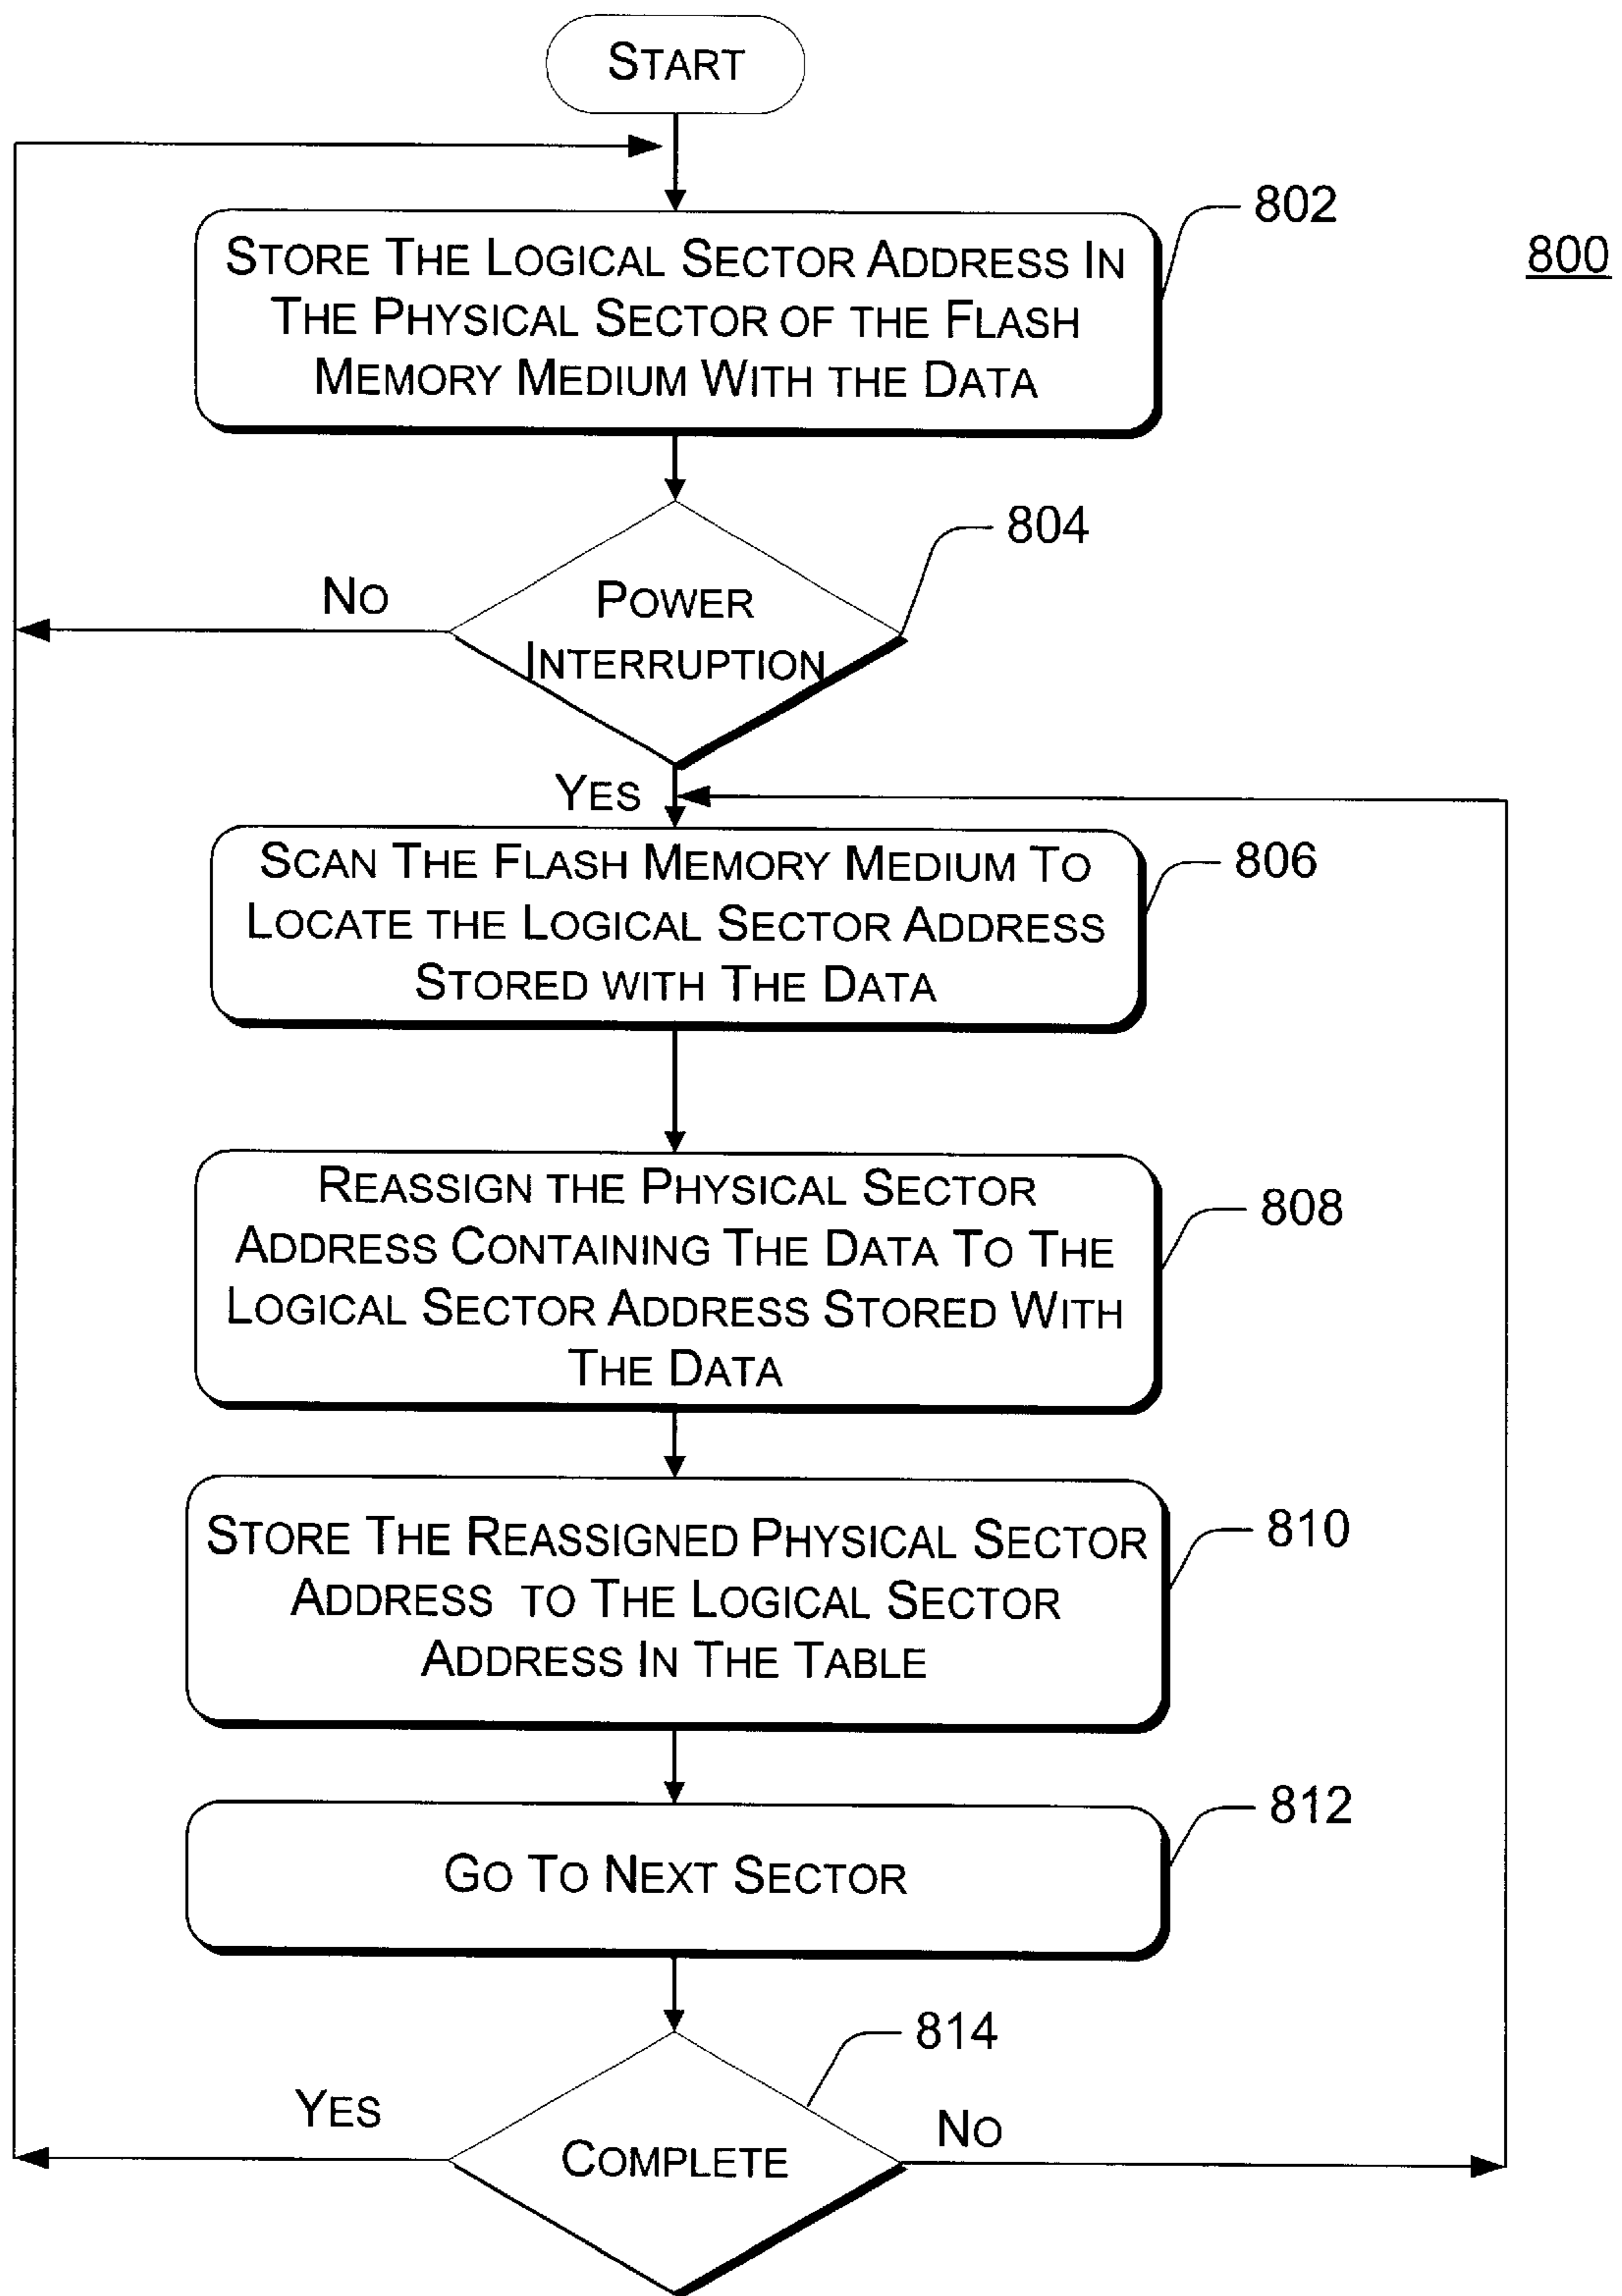 START
802
800
STORE THE LOGICAL SECTOR ADDRESS IN
THE PHYSICAL SECTOR OF THE FLASH
MEMORY MEDIUM WITH THE DATA
804
NO
POWER
INTERRUPTION
YES
806
SCAN THE FLASH MEMORY MEDIUM TO
LOCATE THE LOGICAL SECTOR ADDRESS
STORED WITH THE DATA
808
REASSIGN THE PHYSICAL SECTOR
ADDRESS CONTAINING THE DATA TO THE
LOGICAL SECTOR ADDRESS STORED WITH
THE DATA
810
STORE THE REASSIGNED PHYSICAL SECTOR
ADDRESS TO THE LOGICAL SECTOR
ADDRESS IN THE TABLE
812
GO TO NEXT SECTOR
814
YES
NO
COMPLETE